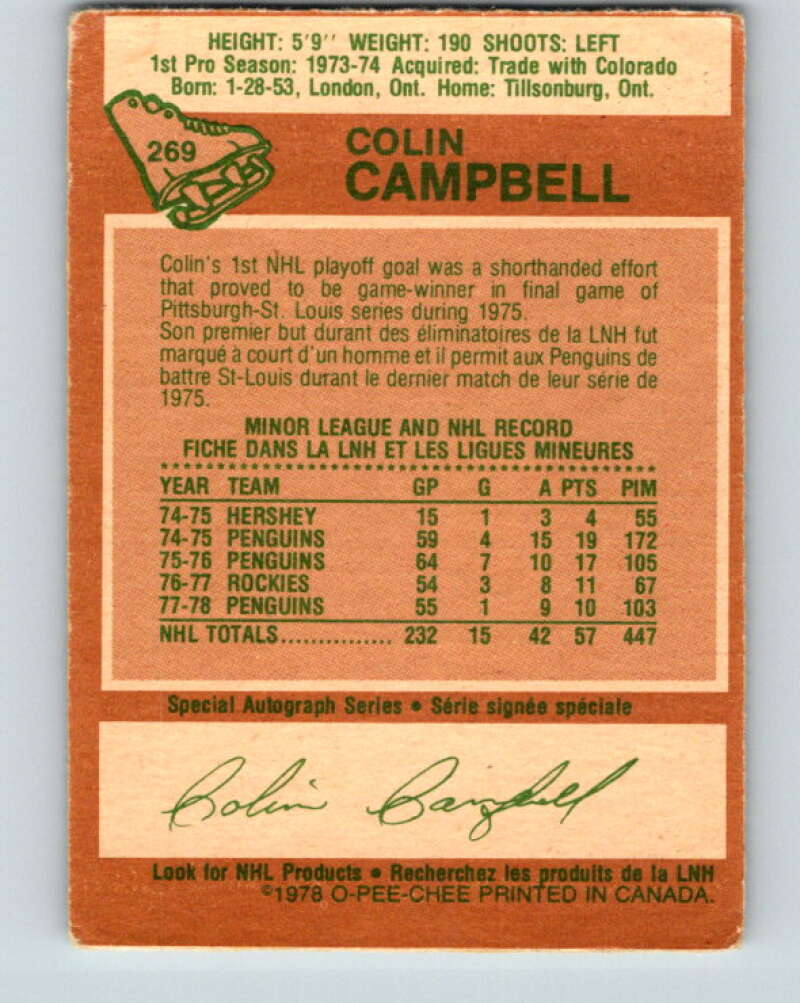 HEIGHT: 5'9'' WEIGHT: 190 SHOOTS: LEFT
1st Pro Season: 1973-74 Acquired: Trade with Colorado
Born: 1-28-53, London, Ont. Home: Tillsonburg, Ont.
269
COLIN
CAMPBELL
Colin's 1st NHL playoff goal was a shorthanded effort
that proved to be game-winner in final game of
Pittsburgh-St. Louis series during 1975.
Son premier but durant des éliminatoires de la LNH fut
marqué à court d'un homme et il permit aux Penguins de
battre St-Louis durant le dernier match de leur série de
1975.
MINOR LEAGUE AND NHL RECORD
FICHE DANS LA LNH ET LES LIGUES MINEURES
YEAR TEAM GP G A PTS PIM
74-75 HERSHEY 15 1 3 4 55
74-75 PENGUINS 59 4 15 19 172
75-76 PENGUINS 64 7 10 17 105
76-77 ROCKIES 54 3 8 11 67
77-78 PENGUINS 55 1 9 10 103
NHL TOTALS................ 232 15 42 57 447
Special Autograph Series • Série signée spéciale
Colin Campbell
Look for NHL Products • Recherchez les produits de la LNH
©1978 O-PEE-CHEE PRINTED IN CANADA.